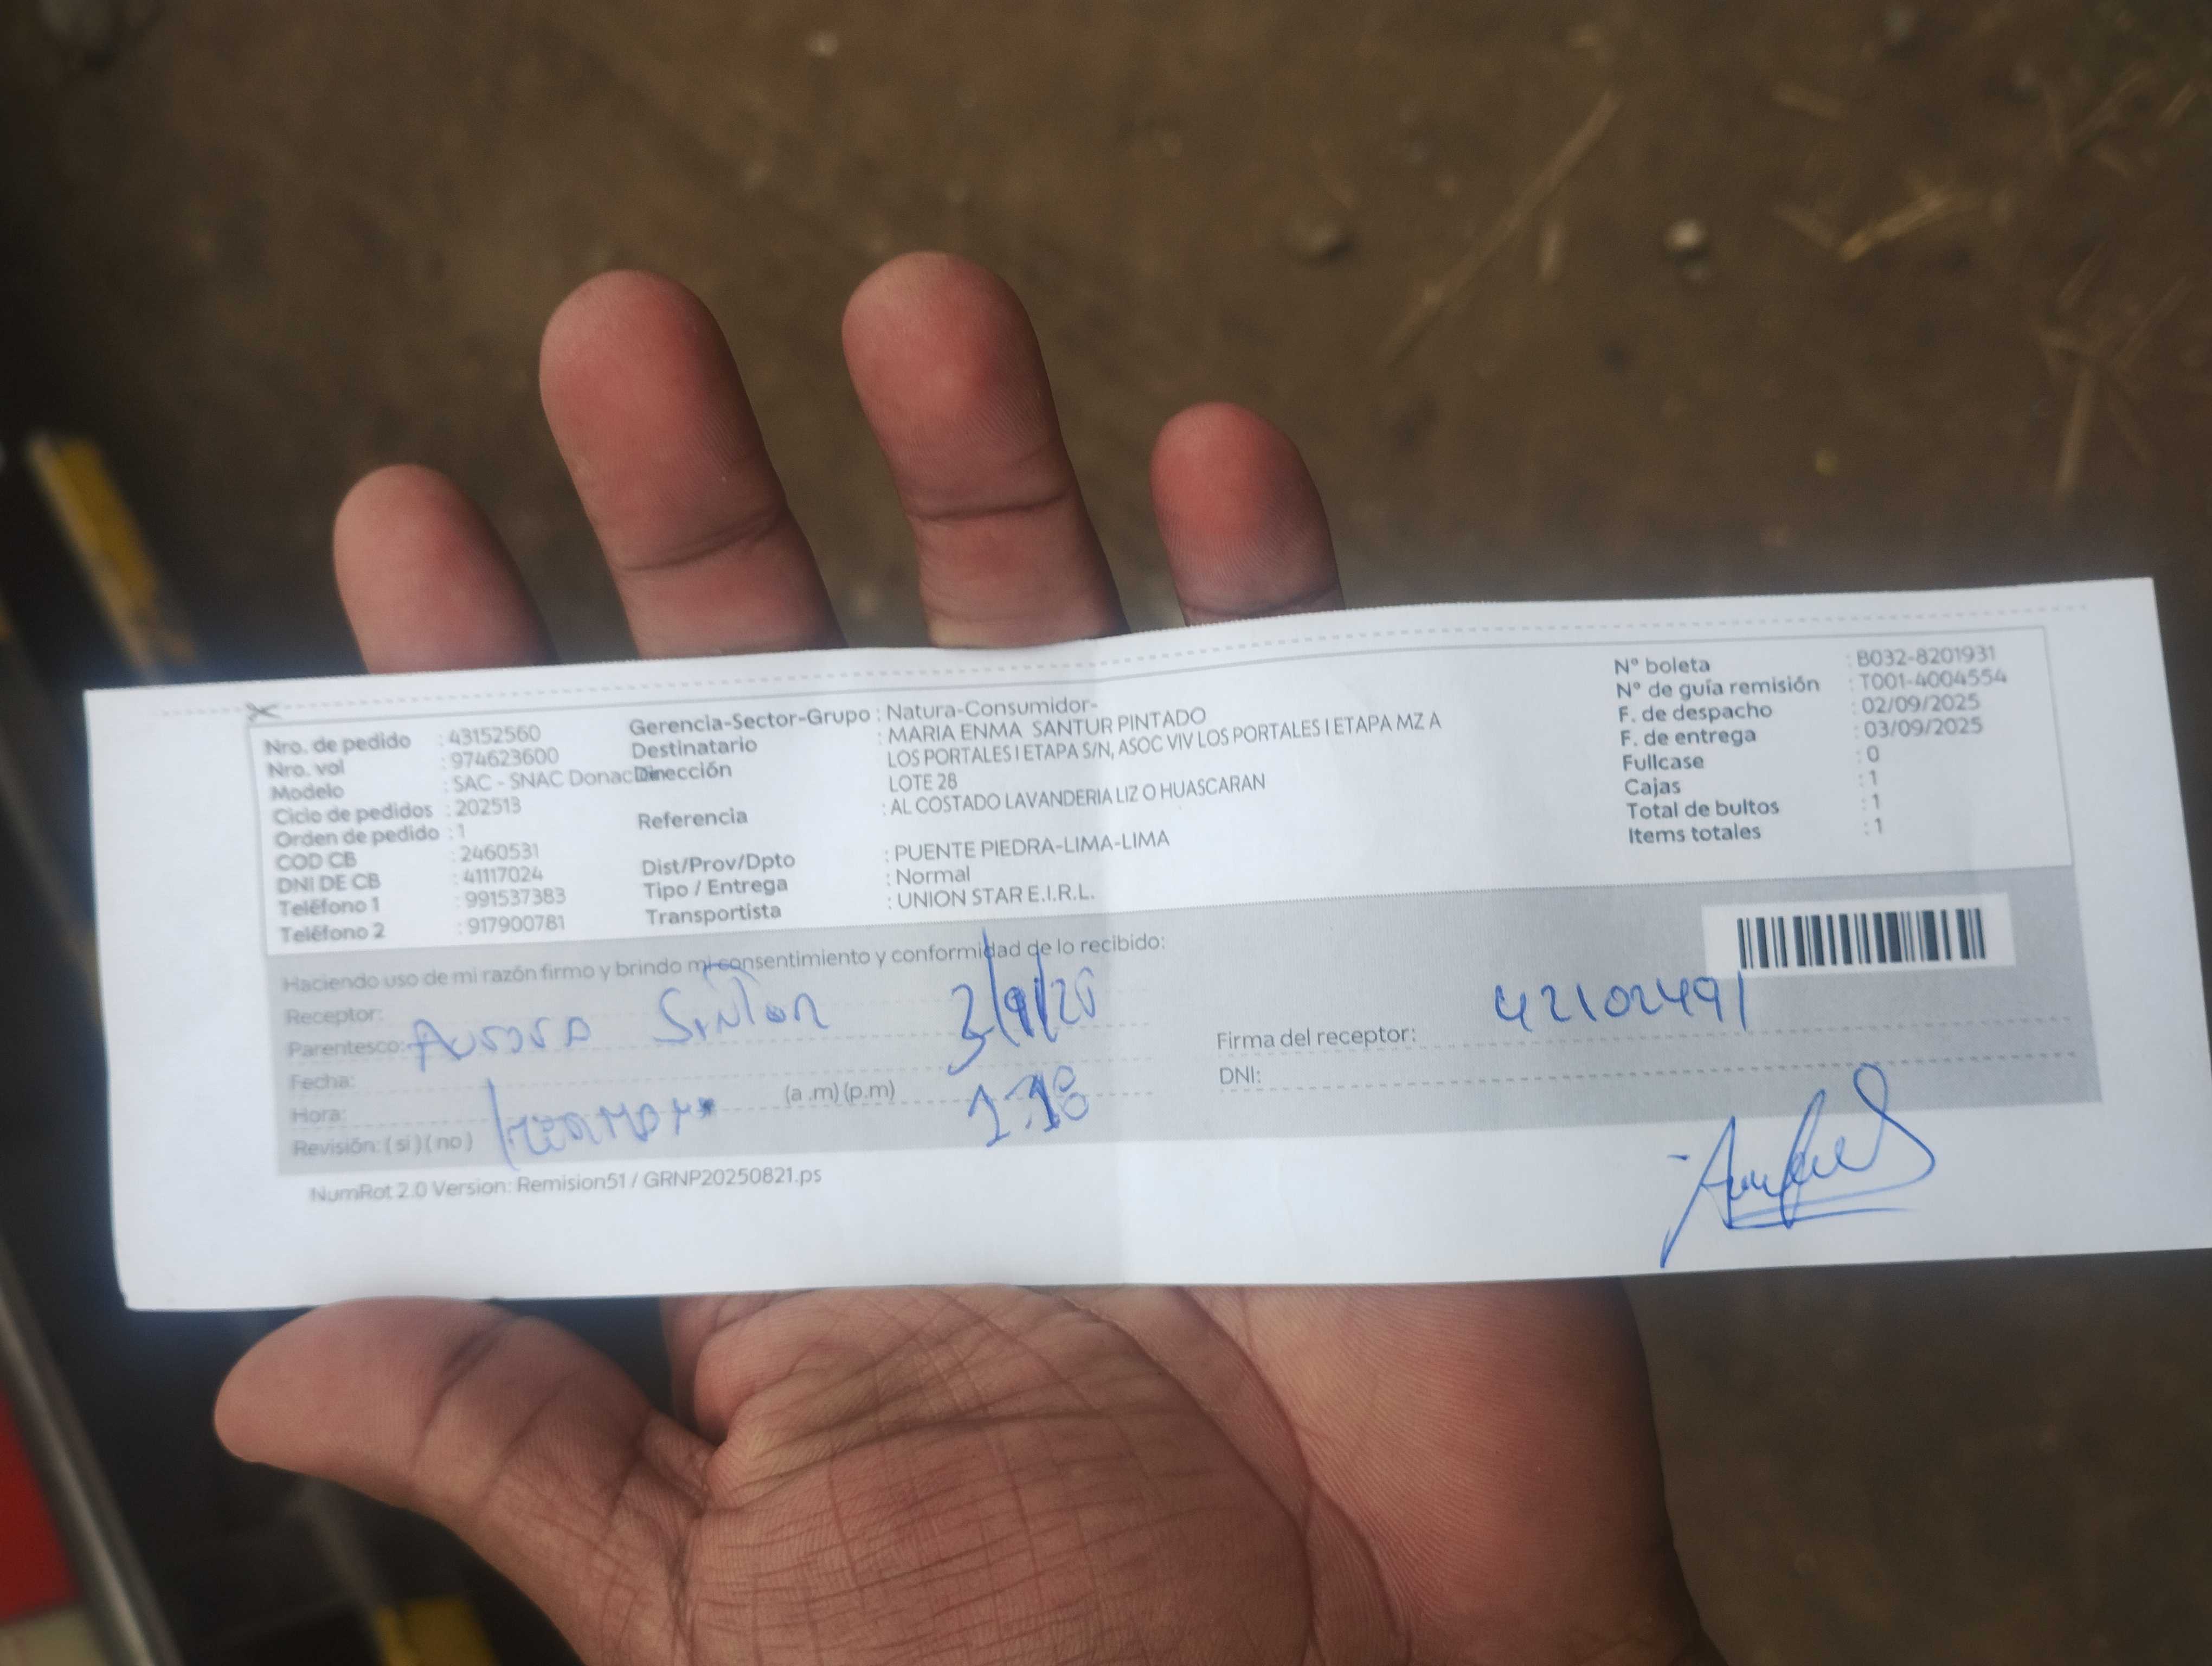 Nro. de pedido : 43152560
Nro. vol : 974623600
Modelo : SAC - SNAC Donac
Ciclo de pedidos : 202513
Orden de pedido : 1
COD CB : 2460531
DNI DE CB : 41117024
Teléfono 1 : 991537383
Teléfono 2 : 917900781
Gerencia-Sector-Grupo : Natura-Consumidor-
Destinatario : MARIA ENMA SANTUR PINTADO
Dirección LOS PORTALES I ETAPA S/N, ASOC VIV LOS PORTALES I ETAPA MZ A
LOTE 28
Referencia : AL COSTADO LAVANDERIA LIZ O HUASCARAN
Dist/Prov/Dpto : PUENTE PIEDRA-LIMA-LIMA
Tipo / Entrega : Normal
Transportista : UNION STAR E.I.R.L.
N° boleta : B032-8201931
N° de guía remisión : T001-4004554
F. de despacho : 02/09/2025
F. de entrega : 03/09/2025
Fullcase : 0
Cajas : 1
Total de bultos : 1
Items totales : 1
Haciendo uso de mi razón firmo y brindo mi consentimiento y conformidad de lo recibido:
Receptor:
Parentesco:
Fecha:
Hora: (a .m) (p.m)
Revisión: ( si ) ( no )
Firma del receptor: 42102491
DNI:
NumRot 2.0 Version: Remision51 / GRNP20250821.ps